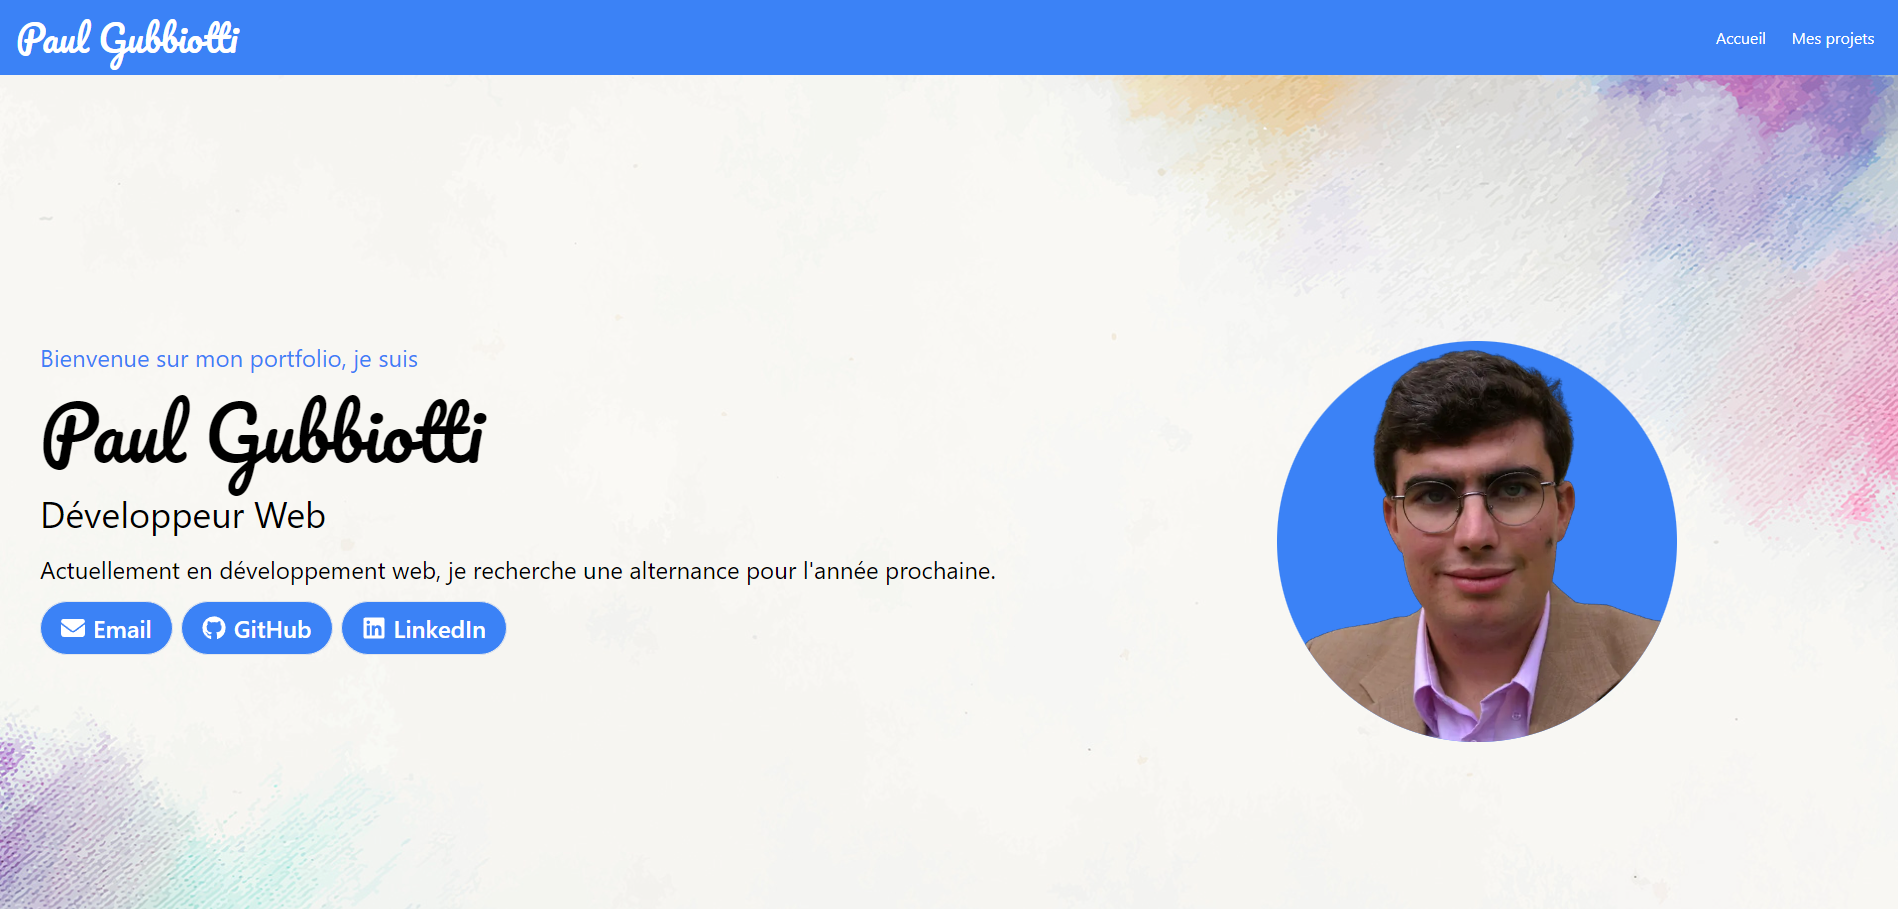 Paul Gubbiotti
Accueil Mes projets
Bienvenue sur mon portfolio, je suis
Paul Gubbiotti
Développeur Web
Actuellement en développement web, je recherche une alternance pour l'année prochaine.
Email GitHub LinkedIn